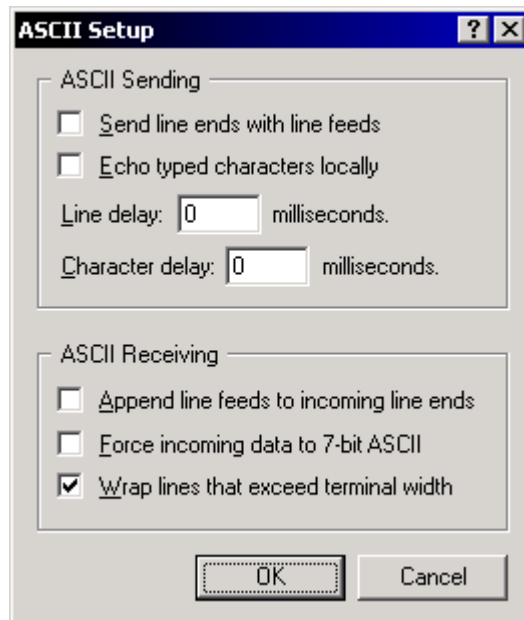 ASCII Setup
ASCII Sending
Send line ends with line feeds
Echo typed characters locally
Line delay: 0 milliseconds.
Character delay: 0 milliseconds.
ASCII Receiving
Append line feeds to incoming line ends
Force incoming data to 7-bit ASCII
Wrap lines that exceed terminal width
OK Cancel